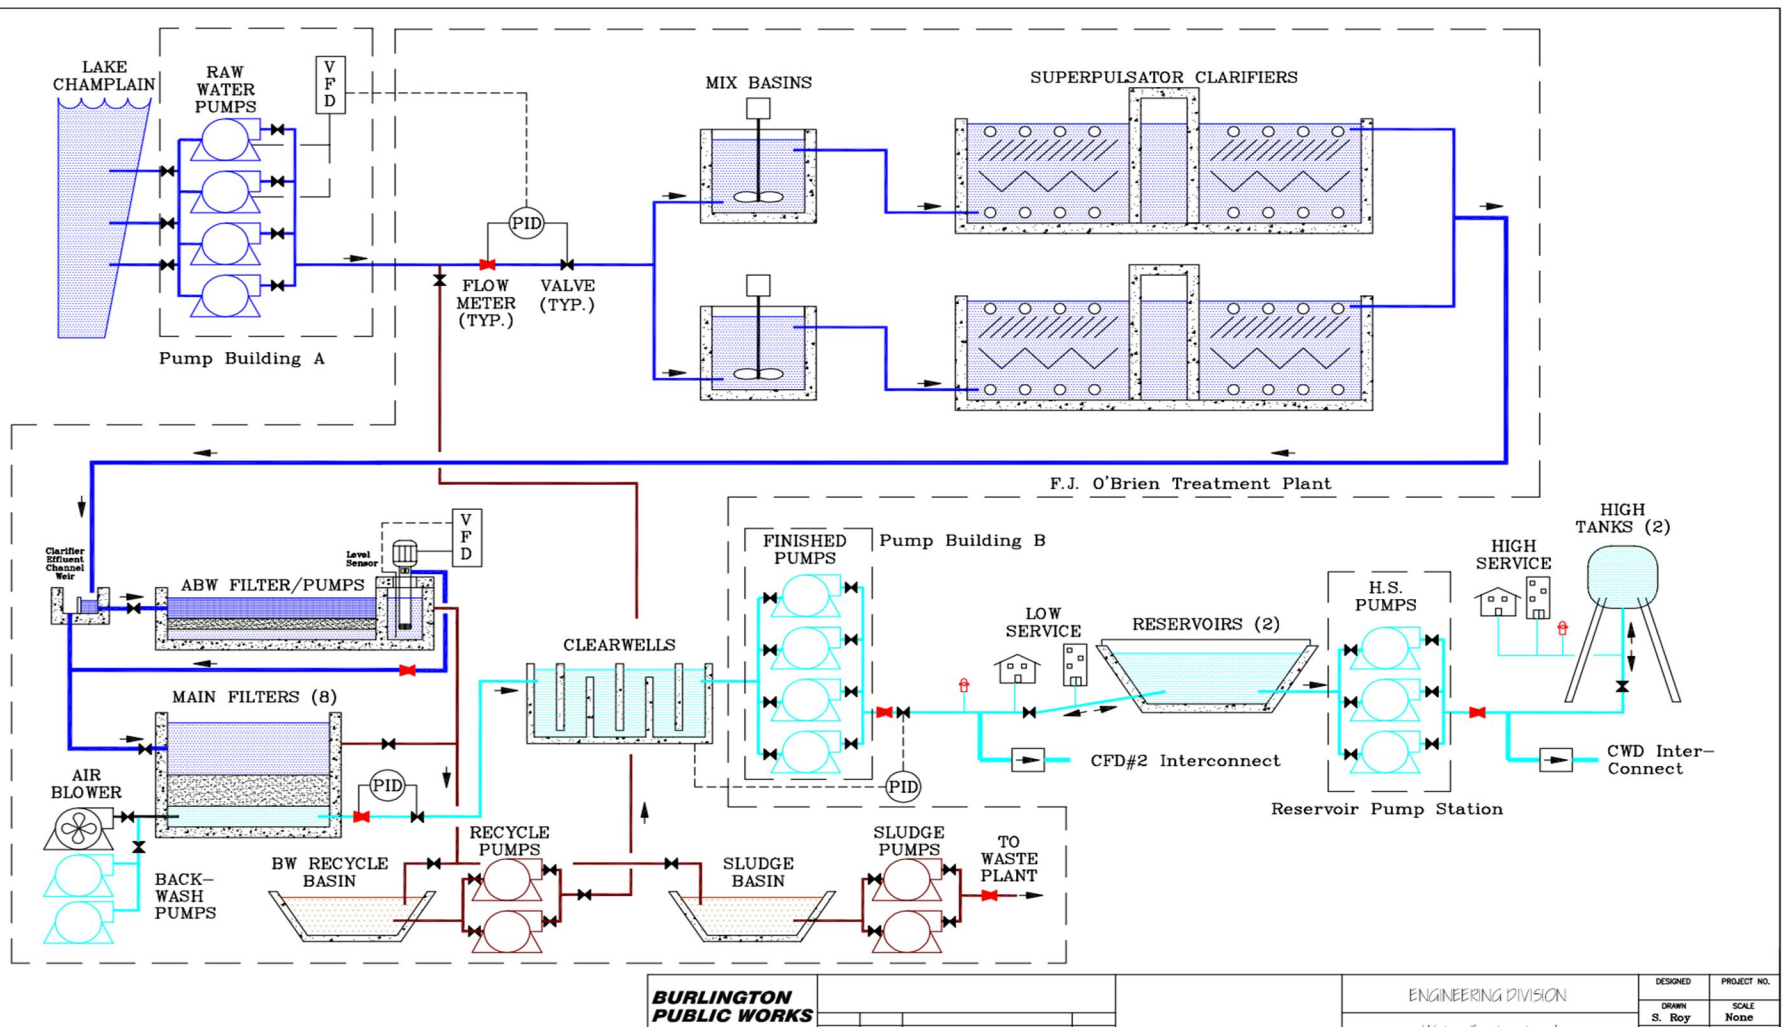 LAKE
CHAMPLAIN
RAW
WATER
PUMPS
V
F
D
MIX BASINS
SUPERPULSATOR CLARIFIERS
PID
FLOW
METER
(TYP.)
VALVE
(TYP.)
Pump Building A
F.J. O'Brien Treatment Plant
Clarifier
Effluent
Channel
Weir
ABW FILTER/PUMPS
Level
Sensor
V
F
D
FINISHED
PUMPS
Pump Building B
HIGH
TANKS (2)
HIGH
SERVICE
H.S.
PUMPS
LOW
SERVICE
RESERVOIRS (2)
CLEARWELLS
MAIN FILTERS (8)
AIR
BLOWER
PID
PID
CFD#2 Interconnect
CWD Inter-
Connect
Reservoir Pump Station
BACK-
WASH
PUMPS
BW RECYCLE
BASIN
RECYCLE
PUMPS
SLUDGE
BASIN
SLUDGE
PUMPS
TO
WASTE
PLANT
BURLINGTON
PUBLIC WORKS
ENGINEERING DIVISION
DESIGNED
PROJECT NO.
DRAWN
S. Roy
SCALE
None